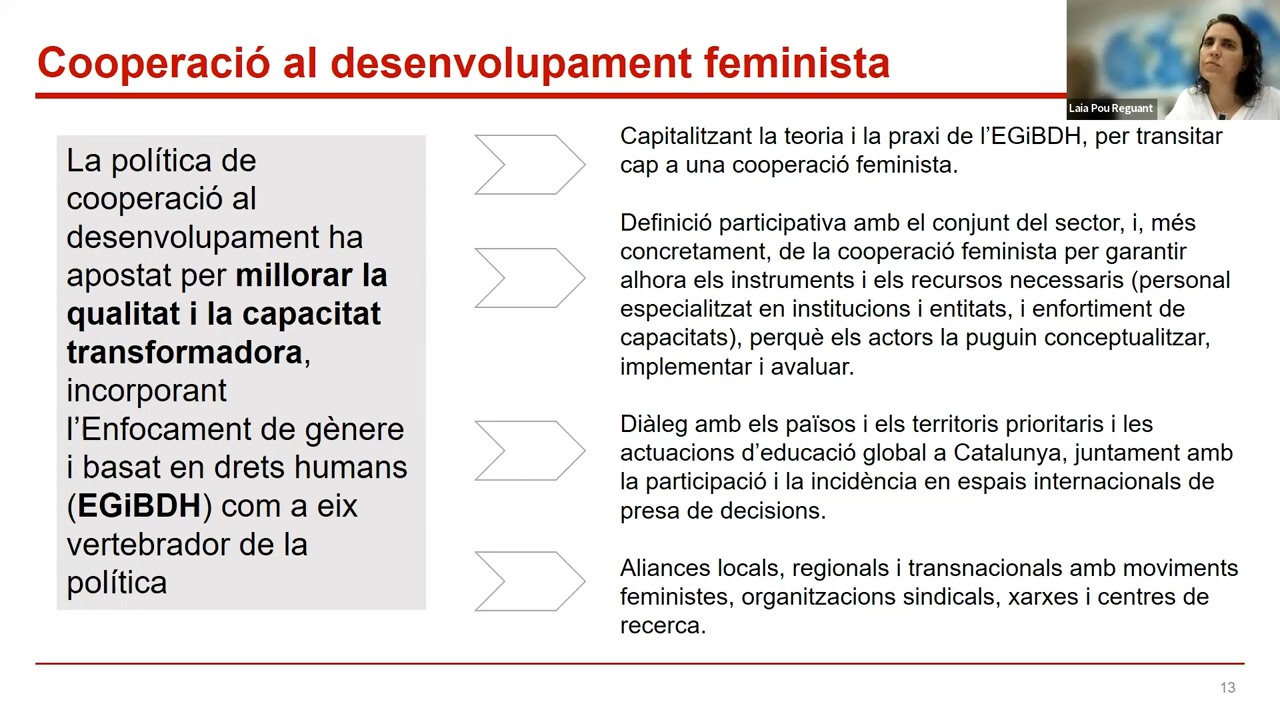 Cooperació al desenvolupament feminista
Laia Pou Reguant
La política de
cooperació al
desenvolupament ha
apostat per millorar la
qualitat i la capacitat
transformadora,
incorporant
l’Enfocament de gènere
i basat en drets humans
(EGiBDH) com a eix
vertebrador de la
política
Capitalitzant la teoria i la praxi de l’EGiBDH, per transitar
cap a una cooperació feminista.
Definició participativa amb el conjunt del sector, i, més
concretament, de la cooperació feminista per garantir
alhora els instruments i els recursos necessaris (personal
especialitzat en institucions i entitats, i enfortiment de
capacitats), perquè els actors la puguin conceptualitzar,
implementar i avaluar.
Diàleg amb els països i els territoris prioritaris i les
actuacions d’educació global a Catalunya, juntament amb
la participació i la incidència en espais internacionals de
presa de decisions.
Aliances locals, regionals i transnacionals amb moviments
feministes, organitzacions sindicals, xarxes i centres de
recerca.
13